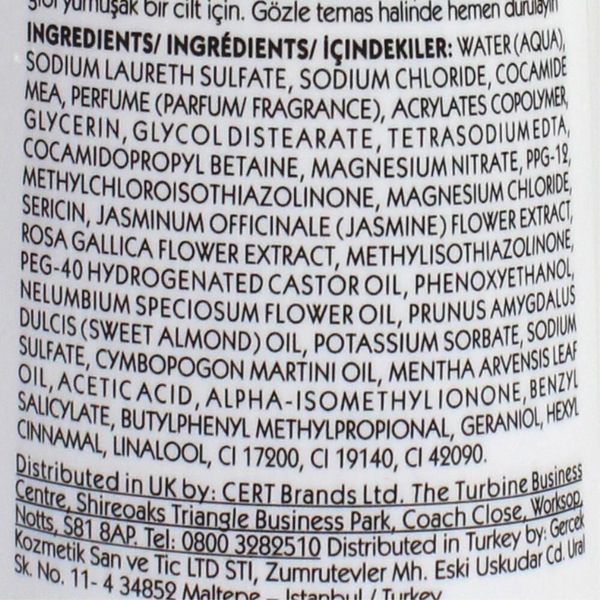 yumuşak bir cilt için. Gözle temas halinde hemen durulayın
INGREDIENTS/ INGRÉDIENTS/ İÇİNDEKILER: WATER (AQUA),
SODIUM LAURETH SULFATE, SODIUM CHLORIDE, COCAMIDE
MEA, PERFUME (PARFUM/ FRAGRANCE), ACRYLATES COPOLYMER,
GLYCERIN, GLYCOL DISTEARATE, TETRASODIUM EDTA,
COCAMIDOPROPYL BETAINE, MAGNESIUM NITRATE, PPG-12,
METHYLCHLOROISOTHIAZOLINONE, MAGNESIUM CHLORIDE,
SERICIN, JASMINUM OFFICINALE (JASMINE) FLOWER EXTRACT,
ROSA GALLICA FLOWER EXTRACT, METHYLISOTHIAZOLINONE,
PEG-40 HYDROGENATED CASTOR OIL, PHENOXYETHANOL,
NELUMBIUM SPECIOSUM FLOWER OIL, PRUNUS AMYGDALUS
DULCIS (SWEET ALMOND) OIL, POTASSIUM SORBATE, SODIUM
SULFATE, CYMBOPOGON MARTINI OIL, MENTHA ARVENSIS LEAF
OIL, ACETIC ACID, ALPHA-ISOMETHYL IONONE, BENZYL
SALICYLATE, BUTYLPHENYL METHYLPROPIONAL, GERANIOL, HEXYL
CINNAMAL, LINALOOL, CI 17200, CI 19140, CI 42090.
Distributed in UK by: CERT Brands Ltd. The Turbine Business
Centre, Shireoaks Triangle Business Park, Coach Close, Worksop,
Notts, S81 8AP. Tel: 0800 3282510 Distributed in Turkey by: Gercek
Kozmetik San ve Tic LTD STI, Zumrutevler Mh. Eski Uskudar Cd. Ural
Sk. No. 11- 4 34852 Maltepe – Istanbul / Turkey